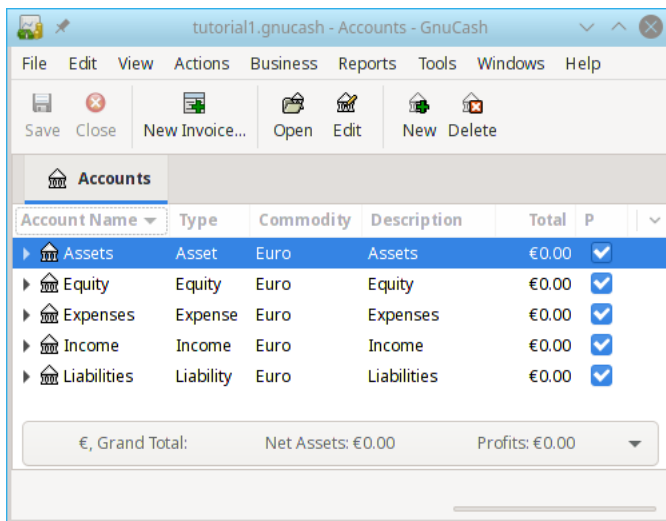 tutorial1.gnucash - Accounts - GnuCash
File Edit View Actions Business Reports Tools Windows Help
Save Close New Invoice... Open Edit New Delete
Accounts
Account Name Type Commodity Description Total P
Assets Asset Euro Assets €0.00
Equity Equity Euro Equity €0.00
Expenses Expense Euro Expenses €0.00
Income Income Euro Income €0.00
Liabilities Liability Euro Liabilities €0.00
€, Grand Total: Net Assets: €0.00 Profits: €0.00